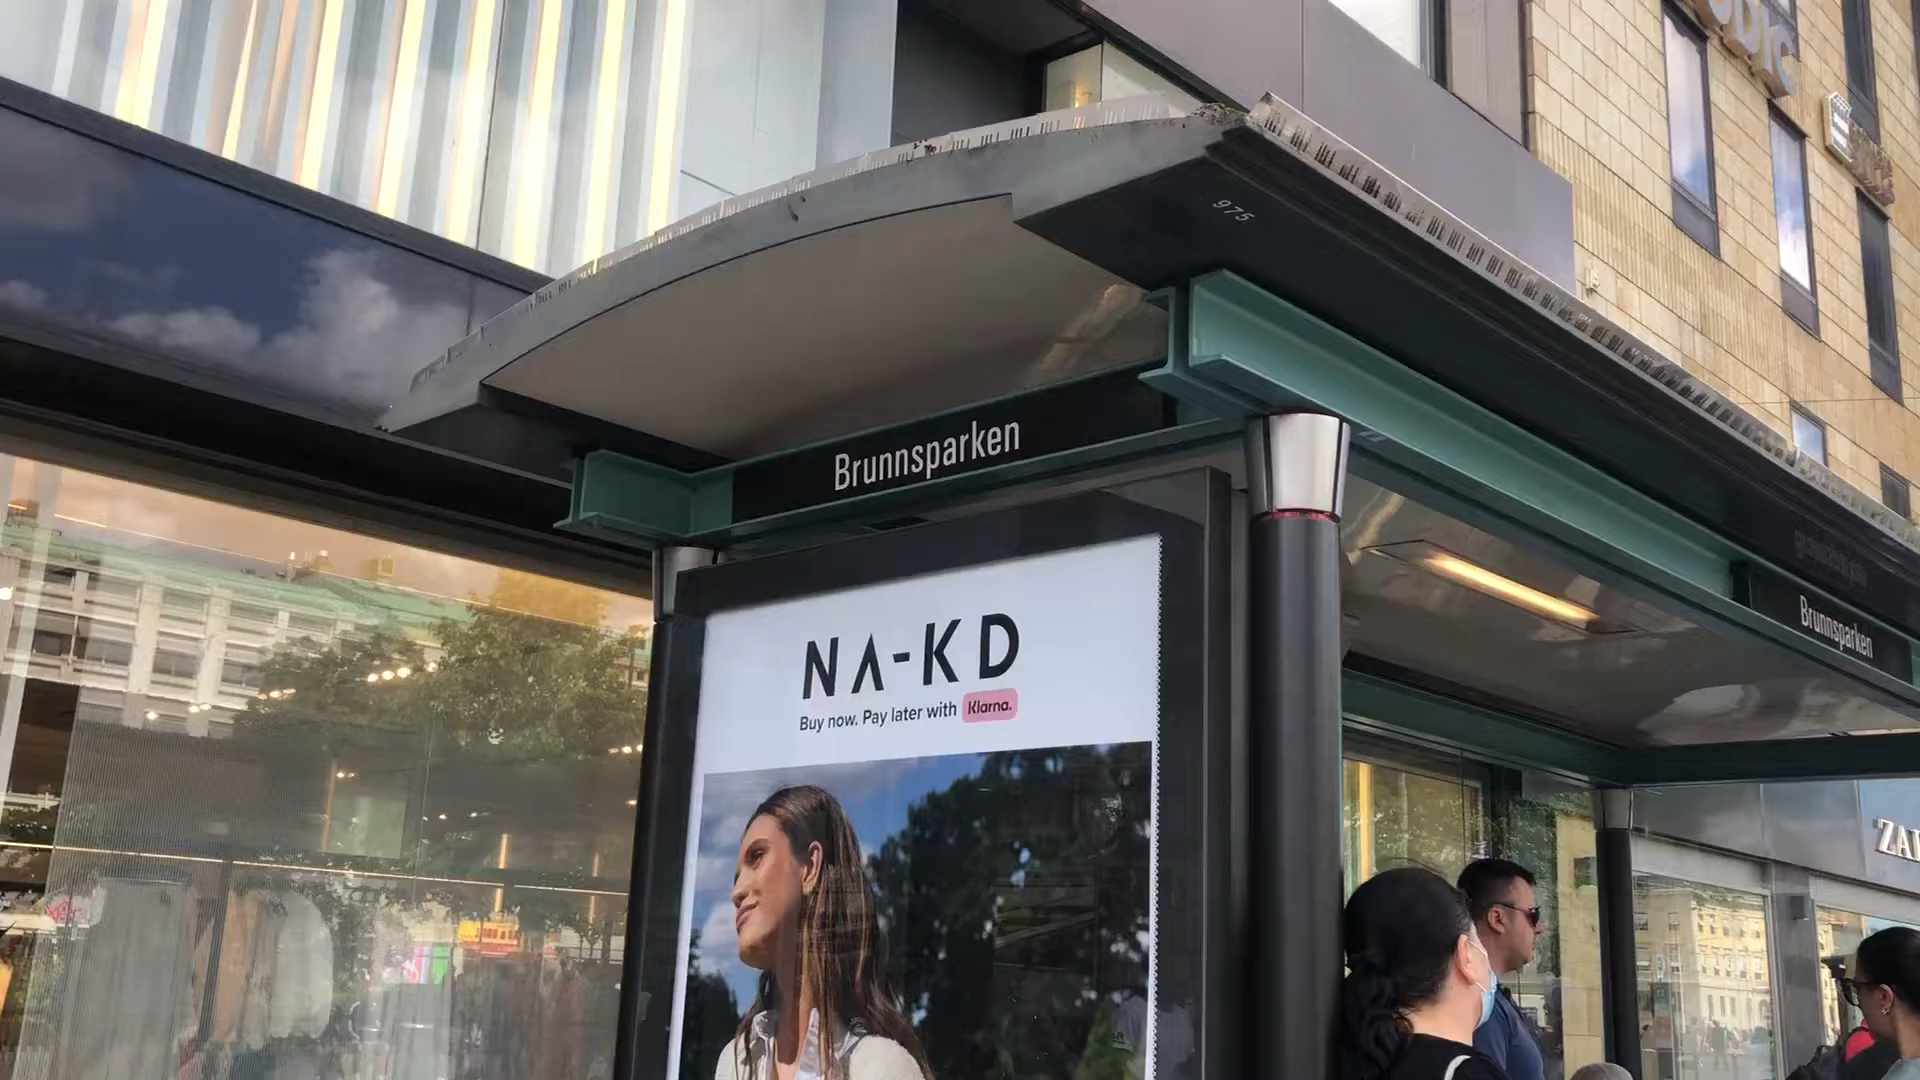 975
Brunnsparken
Brunnsparken
NA-KD
Buy now. Pay later with Klarna.